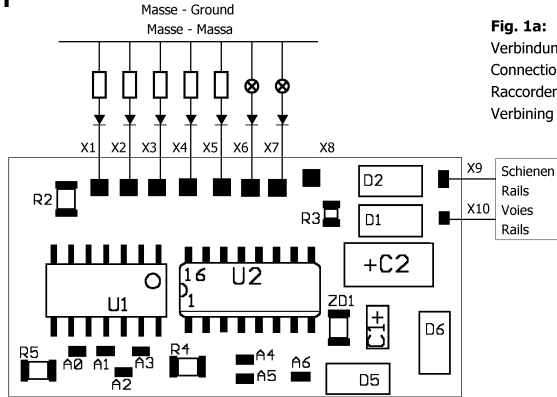 Masse - Ground
Masse - Massa
Fig. 1a:
Verbindun
Connectio
Raccorder
Verbining
X1 X2 X3 X4 X5 X6 X7 X8
X9
Schienen
Rails
X10
Voies
Rails
R2
D2
R3
D1
+C2
U1
16
U2
1
ZD1
C1+
D6
R5
A0
A1
A2
A3
R4
A4
A5
A6
D5